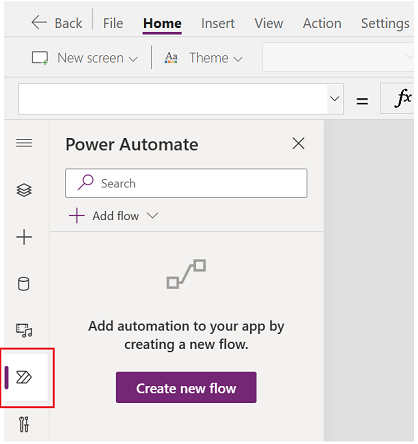 Back File Home Insert View Action Settings
New screen Theme
= fx
Power Automate
Search
Add flow
Add automation to your app by
creating a new flow.
Create new flow